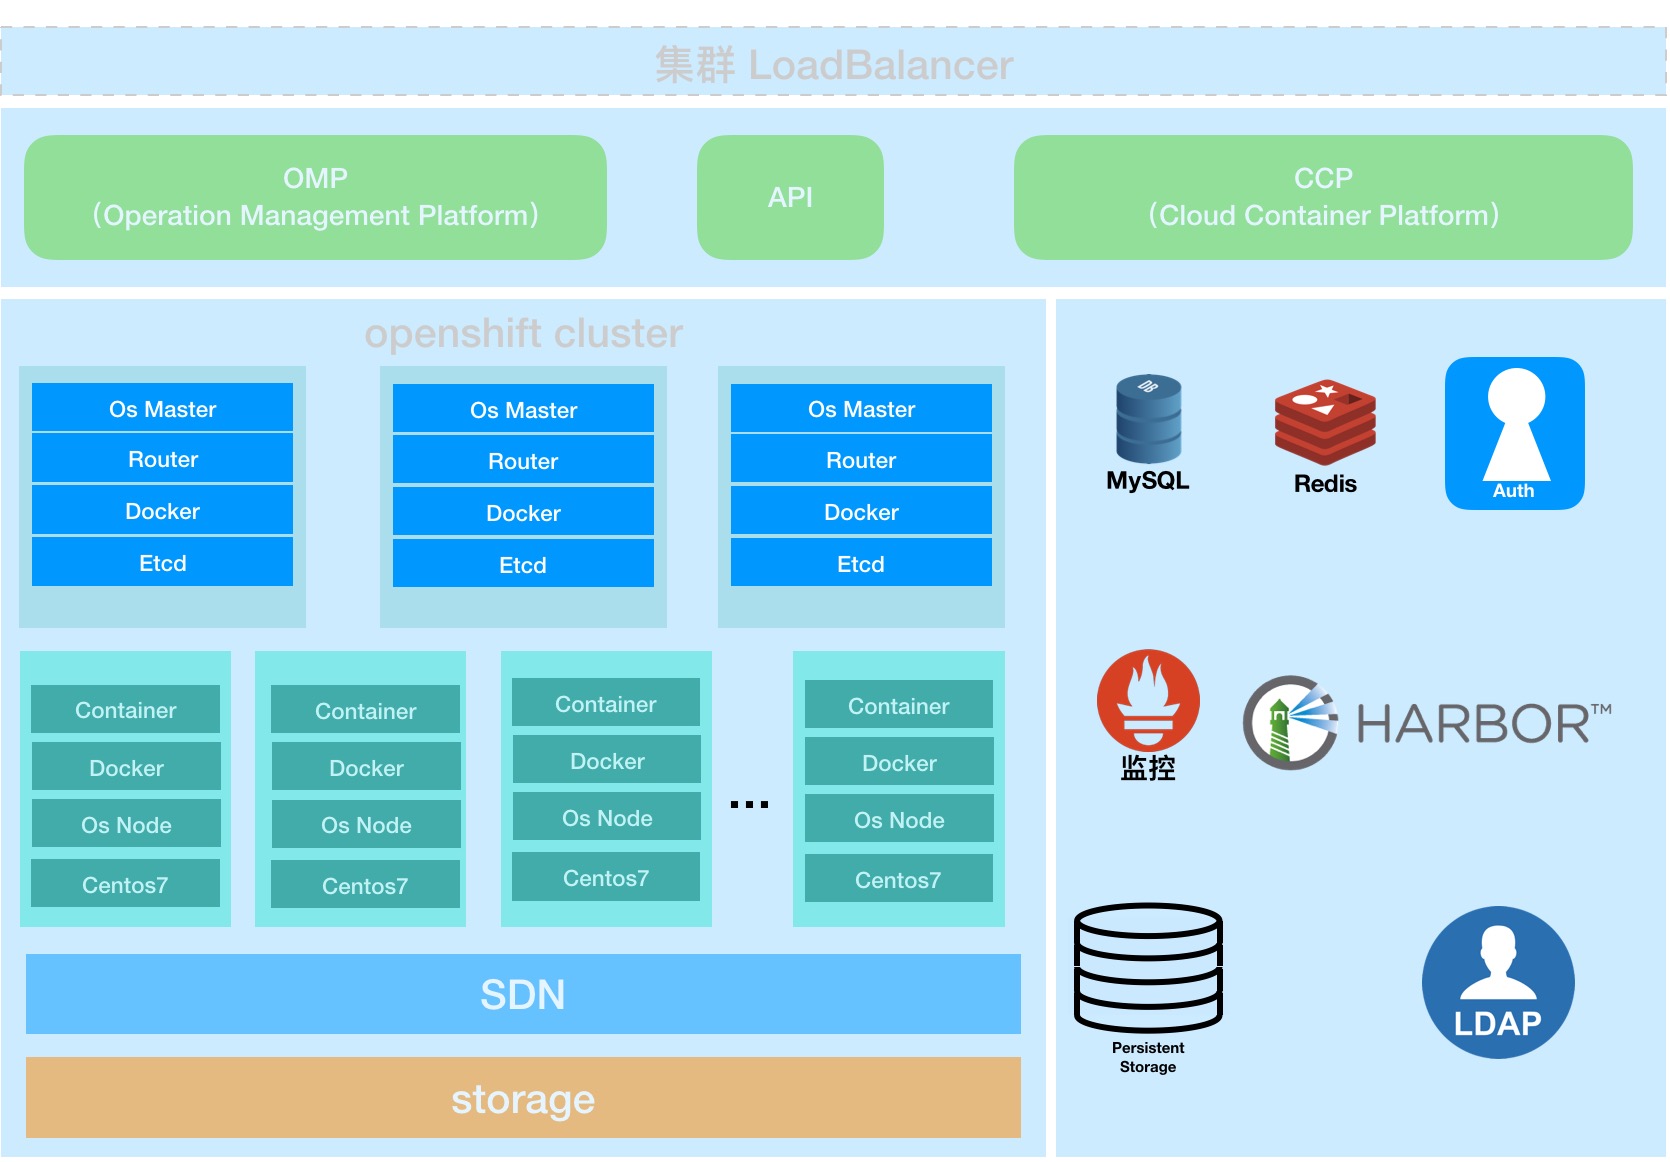 集群 LoadBalancer
OMP
（Operation Management Platform）
API
CCP
（Cloud Container Platform）
openshift cluster
Os Master
Router
Docker
Etcd
Os Master
Router
Docker
Etcd
Os Master
Router
Docker
Etcd
Container
Docker
Os Node
Centos7
Container
Docker
Os Node
Centos7
Container
Docker
Os Node
Centos7
...
Container
Docker
Os Node
Centos7
SDN
storage
DB
MySQL
Redis
Auth
监控
HARBOR™
Persistent
Storage
LDAP